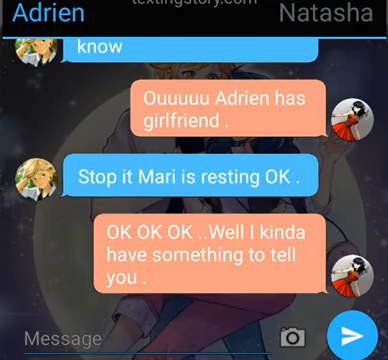 textingstory.com
Adrien
Natasha
know
Ouuuuu Adrien has
girlfriend .
Stop it Mari is resting OK .
OK OK OK ..Well I kinda
have something to tell
you .
Message